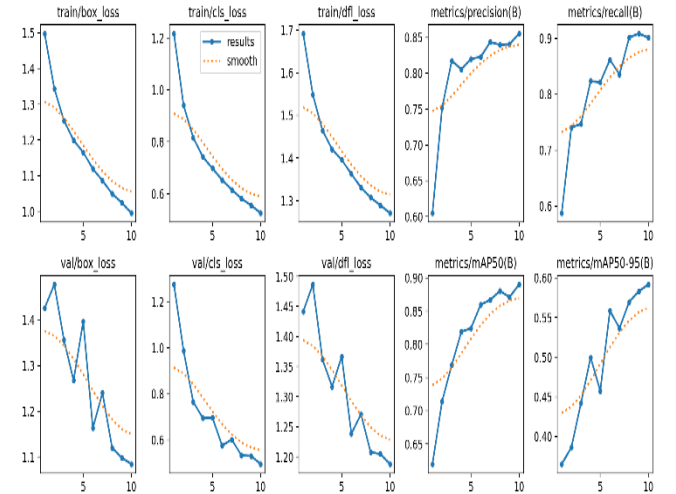 train/box_loss train/cls_loss train/dfl_loss metrics/precision(B) metrics/recall(B)
1.5 1.4 1.3 1.2 1.1 1.0
5 10
1.2 1.0 0.8 0.6
results
smooth
5 10
1.7 1.6 1.5 1.4 1.3
5 10
0.85 0.80 0.75 0.70 0.65 0.60
5 10
0.9 0.8 0.7 0.6
5 10
val/box_loss val/cls_loss val/dfl_loss metrics/mAP50(B) metrics/mAP50-95(B)
1.4 1.3 1.2 1.1
5 10
1.2 1.0 0.8 0.6
5 10
1.50 1.45 1.40 1.35 1.30 1.25 1.20
5 10
0.90 0.85 0.80 0.75 0.70 0.65
5 10
0.60 0.55 0.50 0.45 0.40
5 10